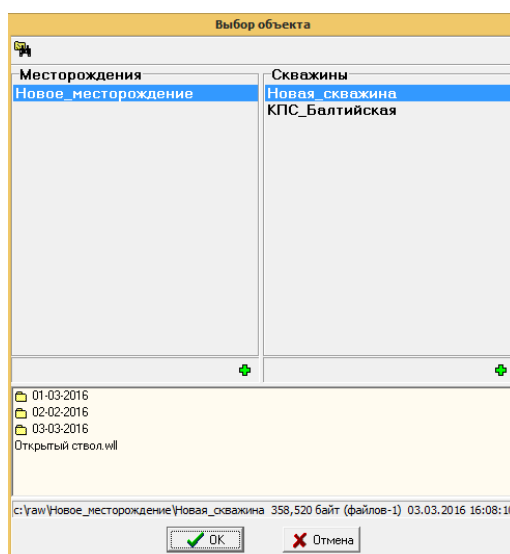 Выбор объекта
Месторождения
Скважины
Новое_месторождение
Новая_скважина
КПС_Балтийская
01-03-2016
02-02-2016
03-03-2016
Открытый ствол.wll
c:\raw\Новое_месторождение\Новая_скважина 358,520 байт (файлов-1) 03.03.2016 16:08:10
OK
Отмена